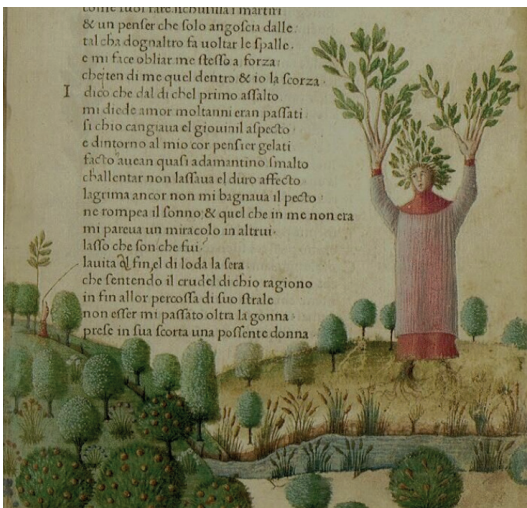 i martiri
& un penser che solo angoscia dalle.
tal cha dognaltro fa uoltar le spalle.
e mi face obliar me stesso a forza:
che ten di me quel dentro & io la scorza.
I dico che dal di chel primo assalto
mi diede amor moltanni eran passati.
si chio cangiaua el giouinil aspecto.
e dintorno al mio cor pensier gelati
facto auean quasi adamantino smalto
challentar non lassaua el duro affecto.
lagrima ancor non mi bagnaua il pecto.
ne rompea il sonno & quel che in me non era
mi pareua un miracolo in altrui.
lasso che son che fui
lauita al fin, el di loda la sera
che sentendo il crudel di chio ragiono
in fin allor percossa di suo strale
non esser mi passato oltra la gonna
prese in sua scorta una possente donna